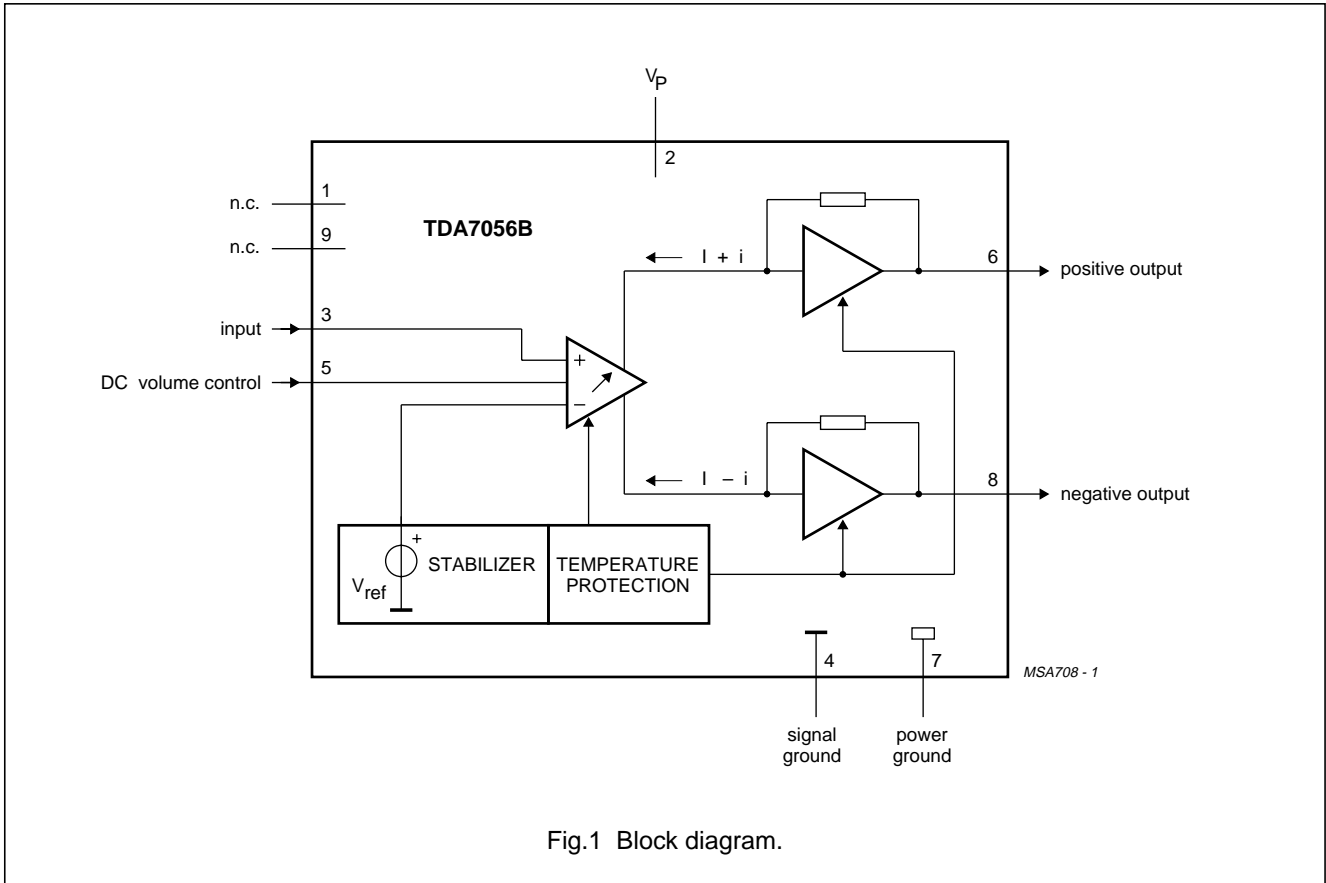 VP
2
n.c. 1
TDA7056B
n.c. 9
I + i
6 positive output
input 3
DC volume control 5
+
−
I − i
8 negative output
+
STABILIZER
Vref
TEMPERATURE
PROTECTION
4
7
MSA708 - 1
signal
ground
power
ground
Fig.1 Block diagram.